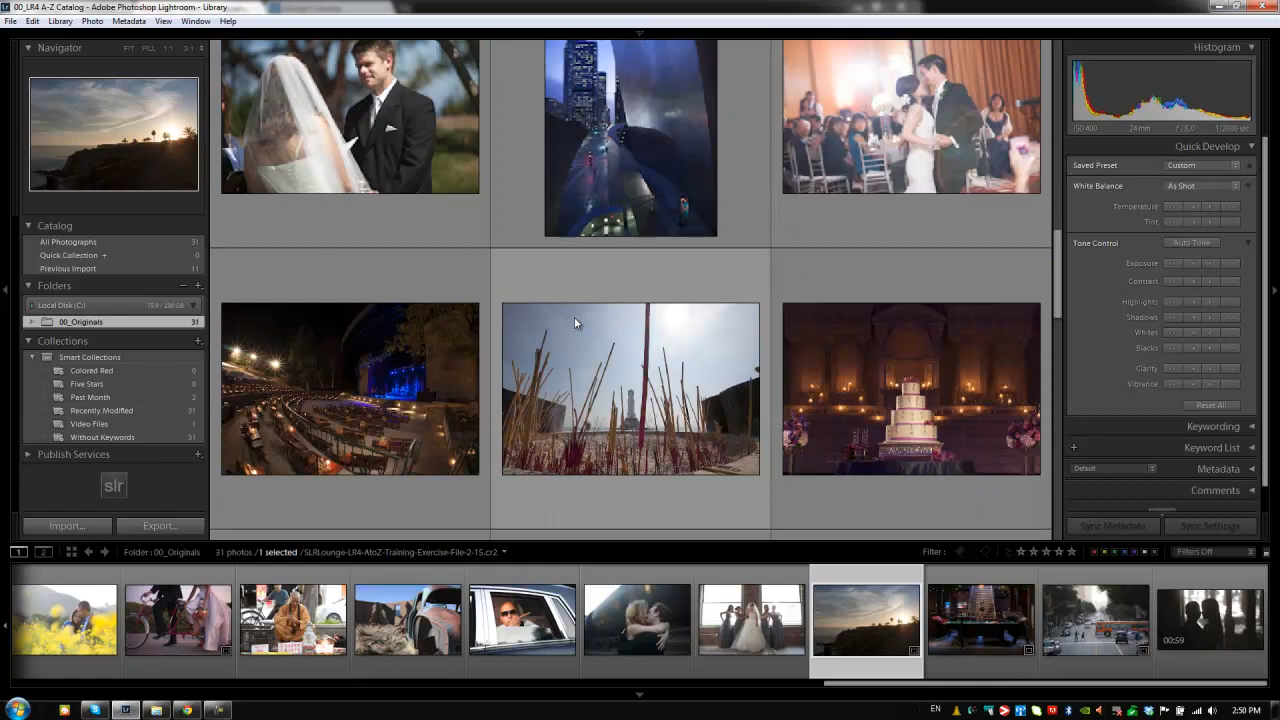 00_LR4 A-Z Catalog - Adobe Photoshop Lightroom - Library
File Edit Library Photo Metadata View Window Help
Navigator FIT FILL 1:1 3:1
Catalog
All Photographs 31
Quick Collection + 0
Previous Import 11
Folders
Local Disk (C:)
00_Originals 31
Collections
Smart Collections
Colored Red 0
Five Stars 0
Past Month 2
Recently Modified 31
Video Files 1
Without Keywords 31
Publish Services
slr
Import... Export...
Histogram
ISO 400 24 mm f / 8.0 1/2000 sec
Quick Develop
Saved Preset Custom
White Balance As Shot
Temperature
Tint
Tone Control Auto Tone
Exposure
Contrast
Highlights
Shadows
Whites
Blacks
Clarity
Vibrance
Reset All
Keywording
Keyword List
Default Metadata
Comments
Sync Metadata Sync Settings
1 2 Folder : 00_Originals 31 photos / 1 selected / SLRLounge-LR4-AtoZ-Training-Exercise-File-2-15.cr2 Filter : Filters Off
00:59
EN 2:50 PM